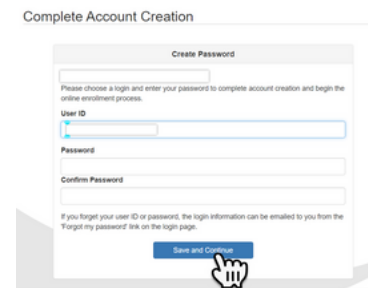 Complete Account Creation
Create Password
Please choose a login and enter your password to complete account creation and begin the
online enrollment process.
User ID
Password
Confirm Password
If you forget your user ID or password, the login information can be emailed to you from the
'Forgot my password' link on the login page.
Save and Continue